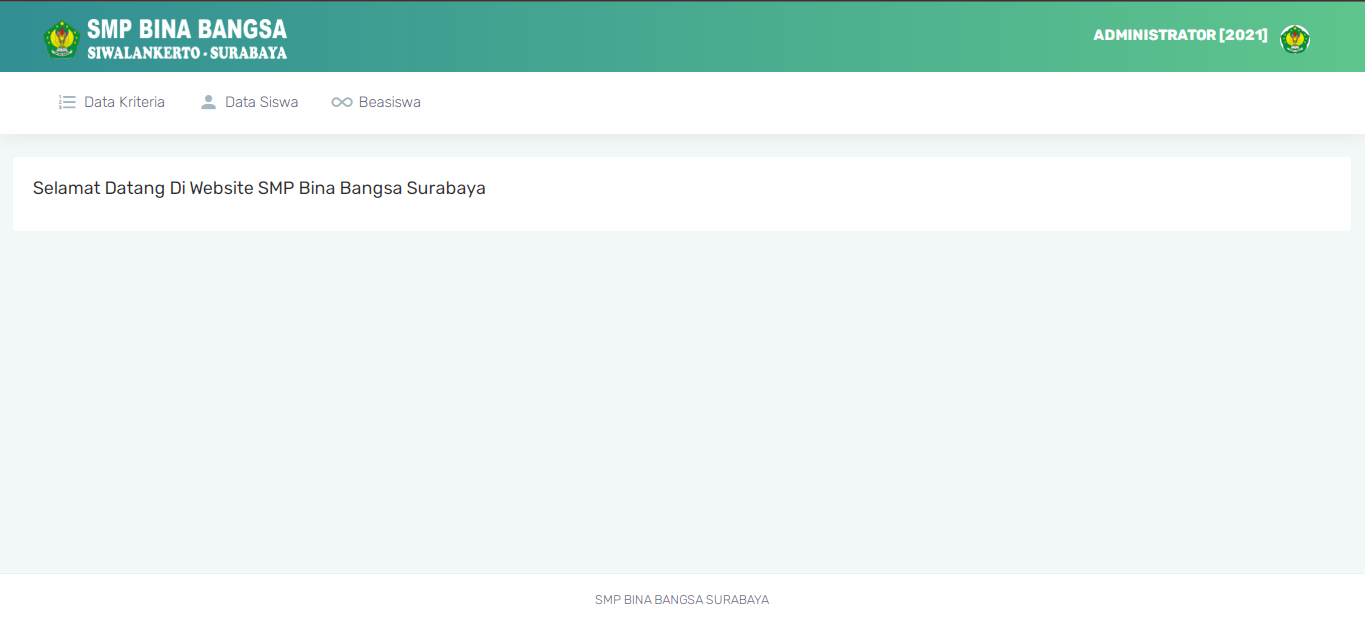 SMP BINA BANGSA
SIWALANKERTO - SURABAYA
ADMINISTRATOR [2021]
Data Kriteria
Data Siswa
Beasiswa
Selamat Datang Di Website SMP Bina Bangsa Surabaya
SMP BINA BANGSA SURABAYA